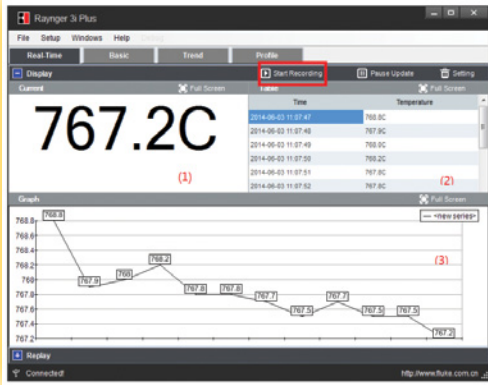 Raynger 3i Plus
File Setup Windows Help
Real-Time Basic Trend Profile
Display Start Recording Pause Update Setting
Current Full Screen Table Full Screen
Time Temperature
767.2C
2014-06-03 11:07:47 768.8C
2014-06-03 11:07:48 767.9C
2014-06-03 11:07:49 768.0C
2014-06-03 11:07:50 768.2C
2014-06-03 11:07:51 767.8C
2014-06-03 11:07:52 767.8C
(1) (2)
Graph Full Screen
<new series>
(3)
768.8
768.6
768.4
768.2
768
767.8
767.6
767.4
767.2
768.8 767.9 768 768.2 767.8 767.8 767.7 767.5 767.7 767.5 767.5 767.2
Replay
Connected! http://www.fluke.com.cn